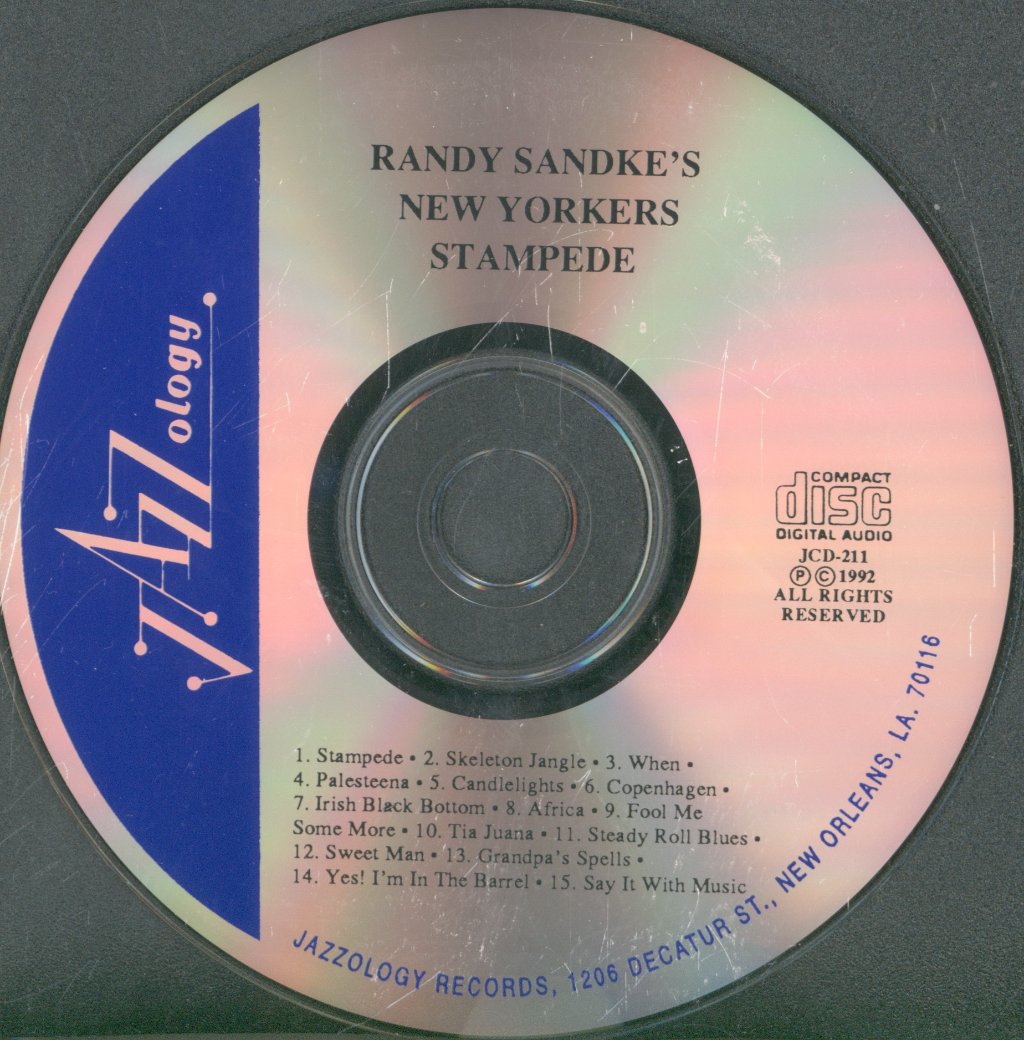 RANDY SANDKE'S
NEW YORKERS
STAMPEDE
JAZZology
COMPACT
disc
DIGITAL AUDIO
JCD-211
Ⓟ © 1992
ALL RIGHTS
RESERVED
1. Stampede • 2. Skeleton Jangle • 3. When •
4. Palesteena • 5. Candlelights • 6. Copenhagen •
7. Irish Black Bottom • 8. Africa • 9. Fool Me
Some More • 10. Tia Juana • 11. Steady Roll Blues •
12. Sweet Man • 13. Grandpa's Spells •
14. Yes! I'm In The Barrel • 15. Say It With Music
JAZZOLOGY RECORDS, 1206 DECATUR ST., NEW ORLEANS, LA. 70116